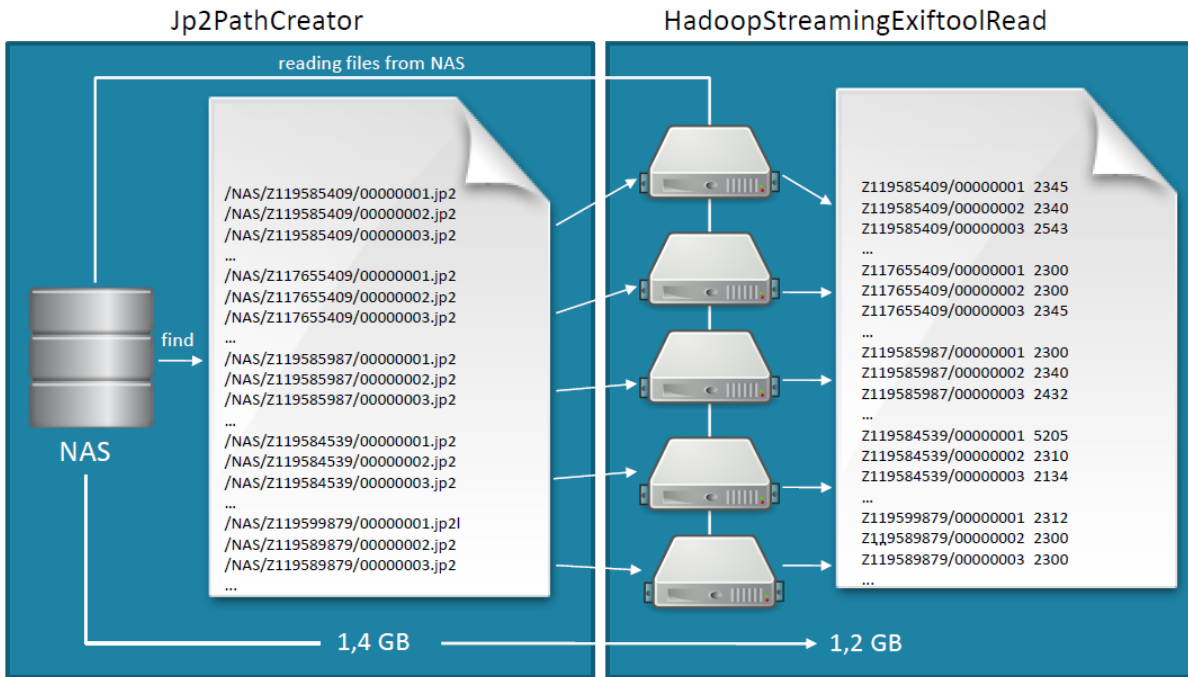 Jp2PathCreator
HadoopStreamingExiftoolRead
reading files from NAS
/NAS/Z119585409/00000001.jp2
/NAS/Z119585409/00000002.jp2
/NAS/Z119585409/00000003.jp2
...
/NAS/Z117655409/00000001.jp2
/NAS/Z117655409/00000002.jp2
/NAS/Z117655409/00000003.jp2
...
/NAS/Z119585987/00000001.jp2
/NAS/Z119585987/00000002.jp2
/NAS/Z119585987/00000003.jp2
...
/NAS/Z119584539/00000001.jp2
/NAS/Z119584539/00000002.jp2
/NAS/Z119584539/00000003.jp2
...
/NAS/Z119599879/00000001.jp2l
/NAS/Z119589879/00000002.jp2
/NAS/Z119589879/00000003.jp2
...
find
NAS
Z119585409/00000001 2345
Z119585409/00000002 2340
Z119585409/00000003 2543
...
Z117655409/00000001 2300
Z117655409/00000002 2300
Z117655409/00000003 2345
...
Z119585987/00000001 2300
Z119585987/00000002 2340
Z119585987/00000003 2432
...
Z119584539/00000001 5205
Z119584539/00000002 2310
Z119584539/00000003 2134
...
Z119599879/00000001 2312
Z119589879/00000002 2300
Z119589879/00000003 2300
...
1,4 GB
1,2 GB